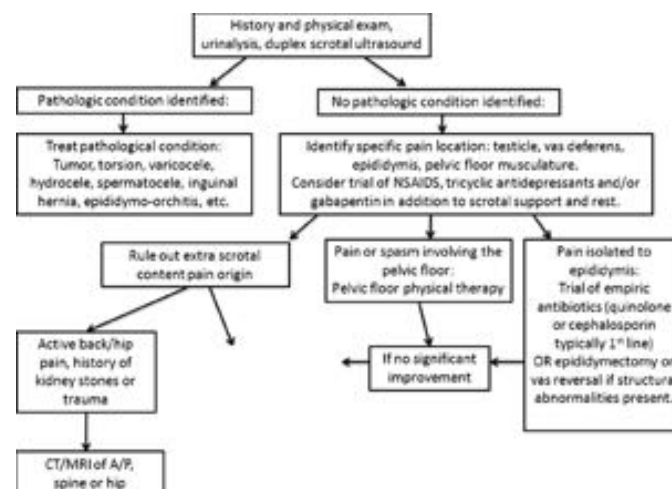 History and physical exam,
urinalysis, duplex scrotal ultrasound
Pathologic condition identified:
No pathologic condition identified:
Treat pathological condition:
Tumor, torsion, varicocele,
hydrocele, spermatocele, inguinal
hernia, epididymo-orchitis, etc.
Identify specific pain location: testicle, vas deferens,
epididymis, pelvic floor musculature.
Consider trial of NSAIDS, tricyclic antidepressants and/or
gabapentin in addition to scrotal support and rest.
Rule out extra scrotal
content pain origin
Pain or spasm involving the
pelvic floor:
Pelvic floor physical therapy
Pain isolated to
epididymis:
Trial of empiric
antibiotics (quinolone
or cephalosporin
typically 1st line)
OR epididymectomy or
vas reversal if structural
abnormalities present.
Active back/hip
pain, history of
kidney stones or
trauma
If no significant
improvement
CT/MRI of A/P,
spine or hip